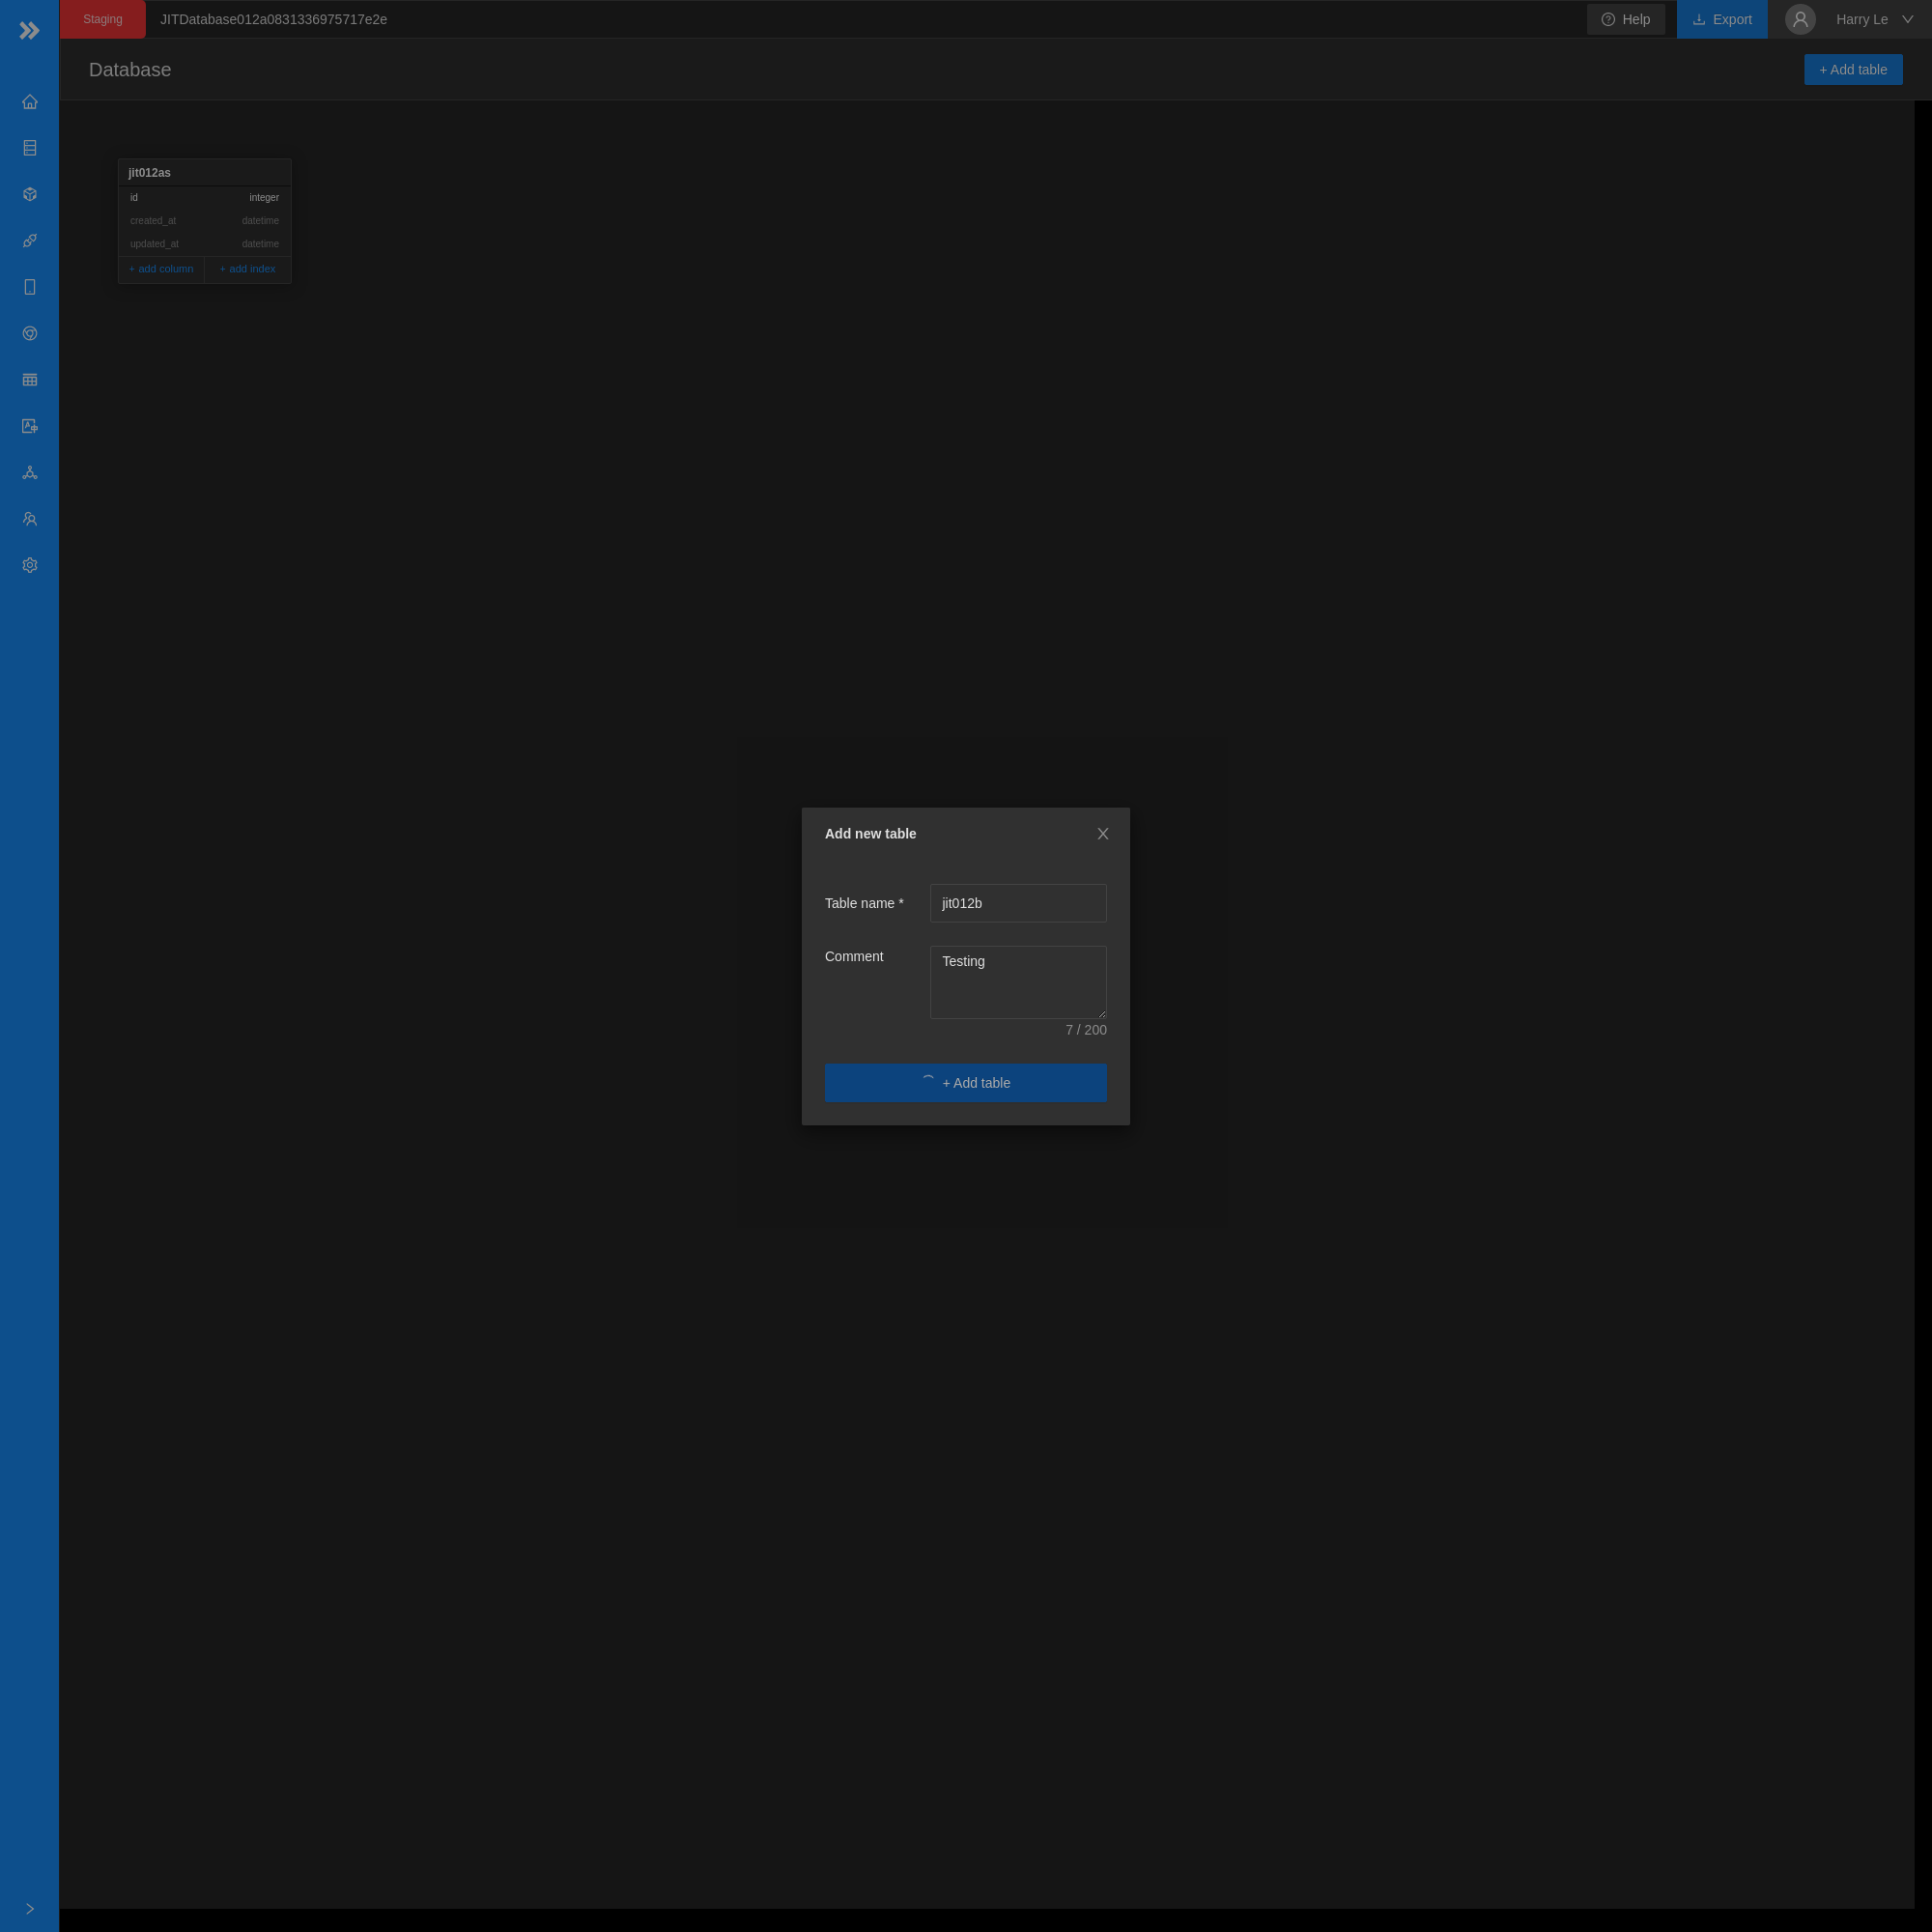 Staging JITDatabase012a0831336975717e2e Help Export Harry Le
Database + Add table
jit012as
id integer
created_at datetime
updated_at datetime
+ add column + add index
Add new table
Table name * jit012b
Comment Testing
7 / 200
+ Add table